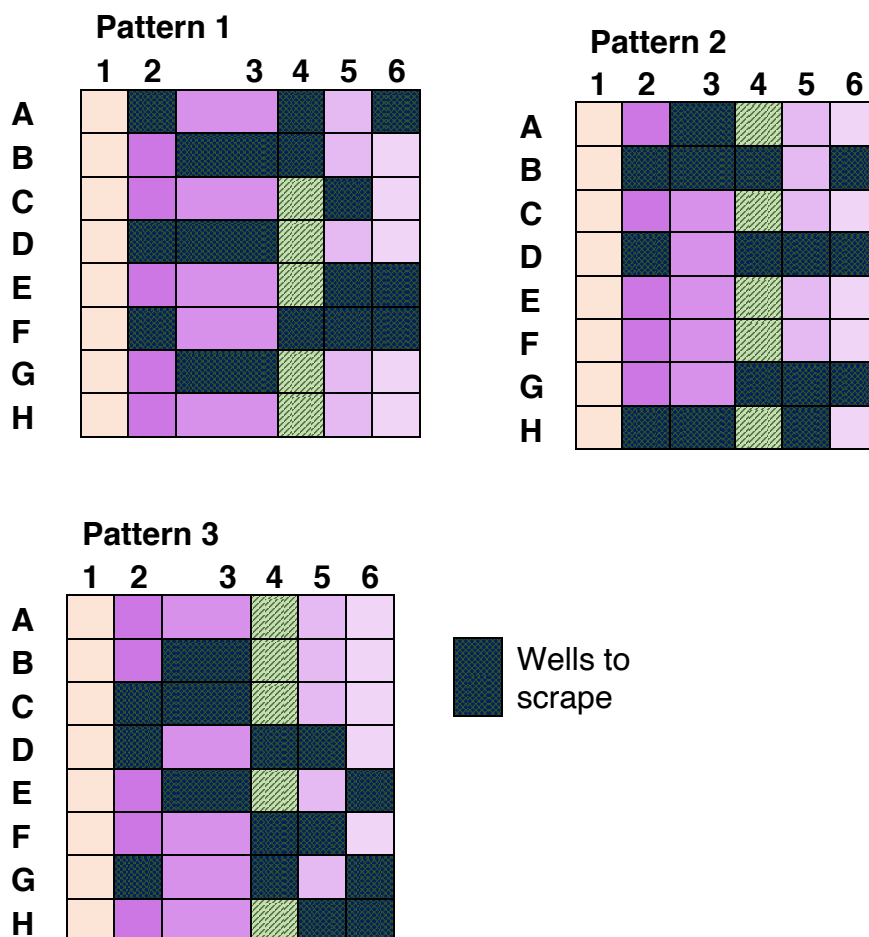 Pattern 1
1 2 3 4 5 6
A
B
C
D
E
F
G
H
Pattern 2
1 2 3 4 5 6
A
B
C
D
E
F
G
H
Pattern 3
1 2 3 4 5 6
A
B
C
D
E
F
G
H
Wells to
scrape